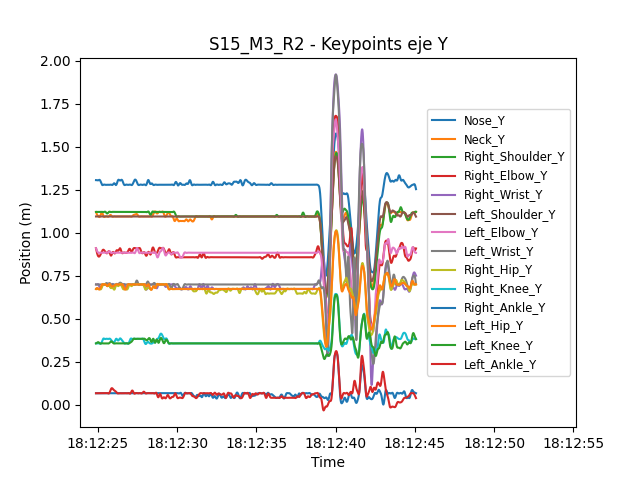 S15_M3_R2 - Keypoints eje Y
Position (m)
2.00
1.75
1.50
1.25
1.00
0.75
0.50
0.25
0.00
Nose_Y
Neck_Y
Right_Shoulder_Y
Right_Elbow_Y
Right_Wrist_Y
Left_Shoulder_Y
Left_Elbow_Y
Left_Wrist_Y
Right_Hip_Y
Right_Knee_Y
Right_Ankle_Y
Left_Hip_Y
Left_Knee_Y
Left_Ankle_Y
18:12:25 18:12:30 18:12:35 18:12:40 18:12:45 18:12:50 18:12:55
Time